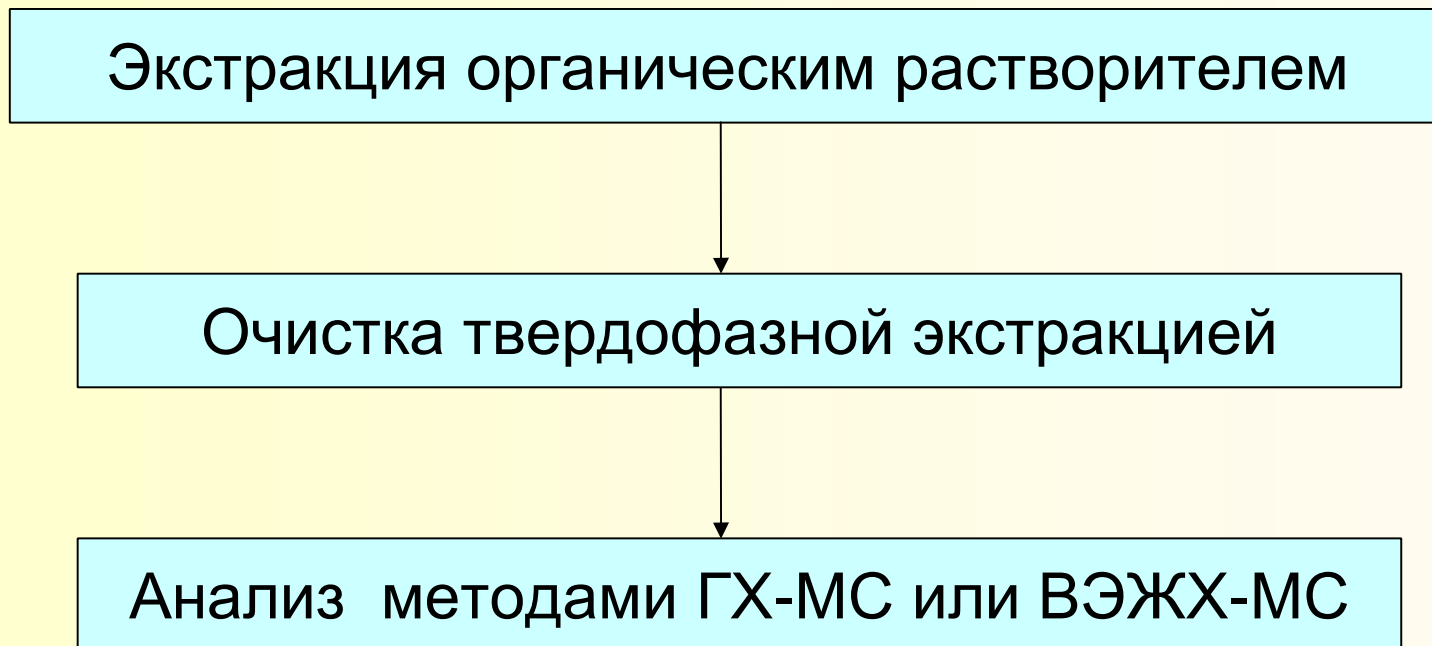 Экстракция органическим растворителем
Очистка твердофазной экстракцией
Анализ методами ГХ-МС или ВЭЖХ-МС